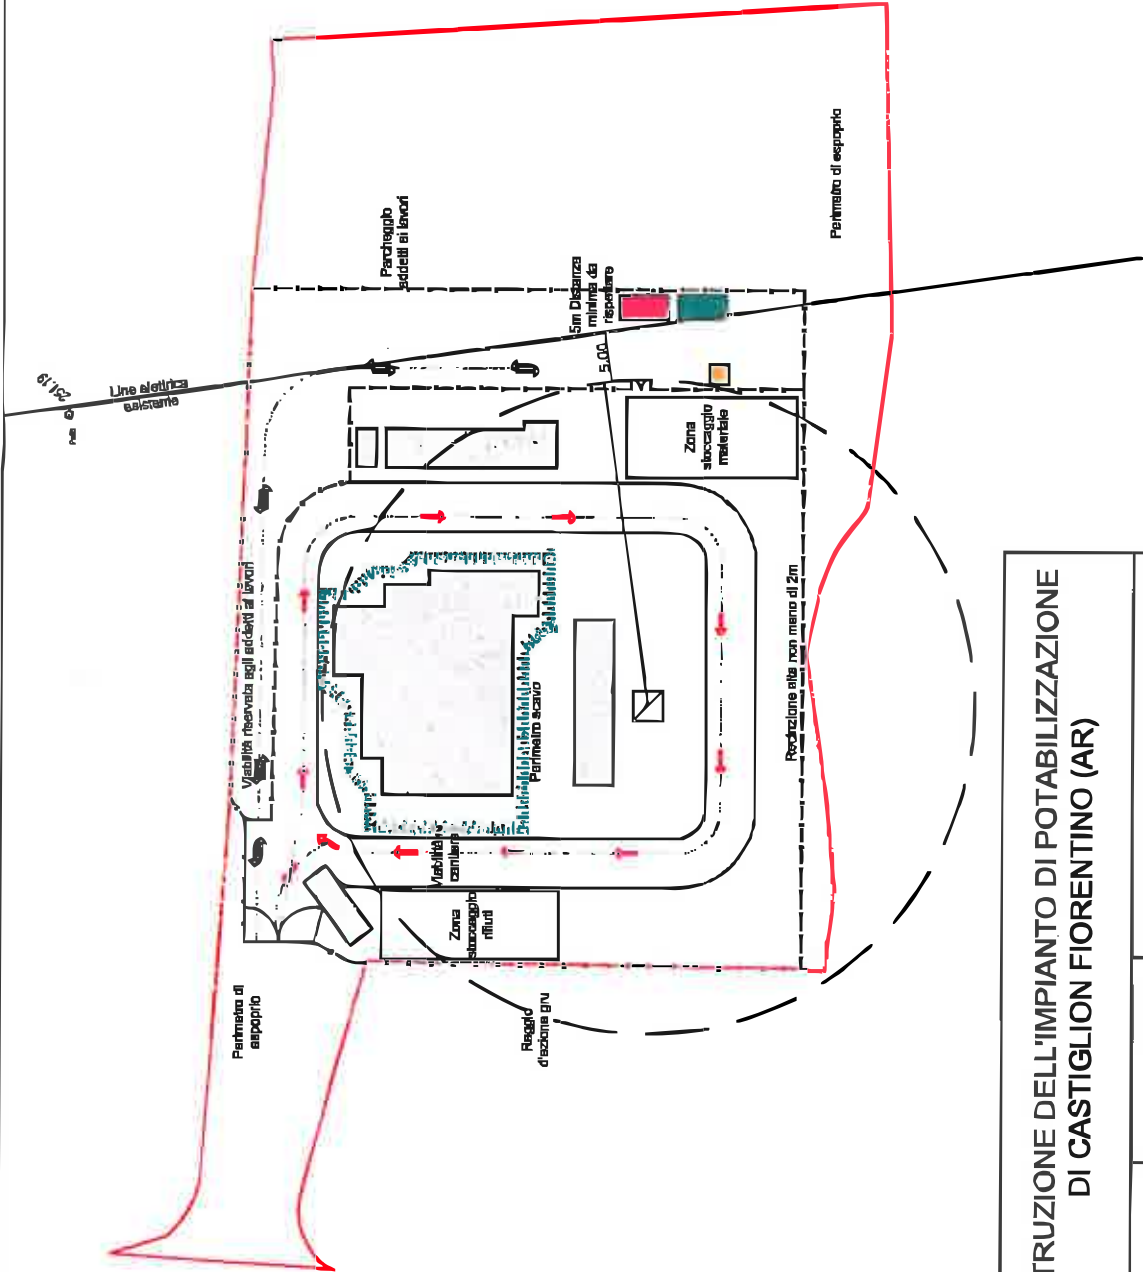 Perimetro di esproprio
Parcheggio
addetti ai lavori
5m Distanza
minima da
rispettare
5.00
251.19
Linea elettrica
esistente
Zona
stoccaggio
materiale
Viabilità riservata agli addetti ai lavori
Perimetro scavo
Recinzione alta non meno di 2m
Viabilità
cantiere
Zona
stoccaggio
rifiuti
Perimetro di
esproprio
Raggio
d'azione gru
TRUZIONE DELL'IMPIANTO DI POTABILIZZAZIONE
DI CASTIGLION FIORENTINO (AR)